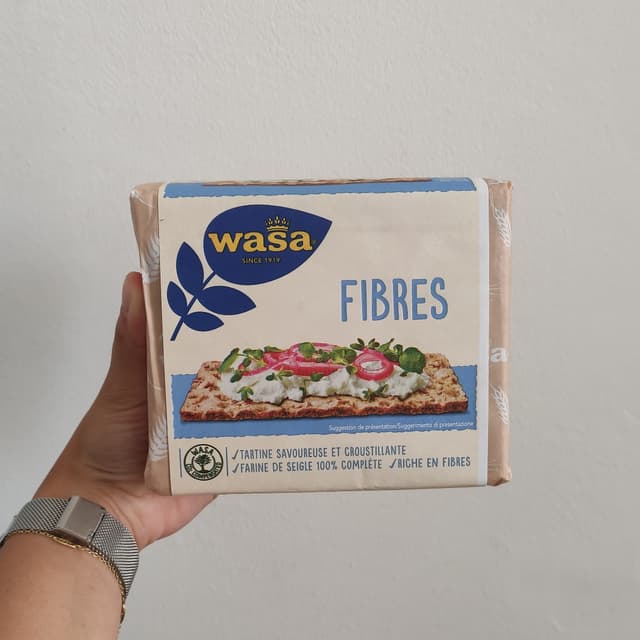 wasa
SINCE 1919
FIBRES
Suggestion de présentation/Suggerimento di presentazione
WASA
✓TARTINE SAVOUREUSE ET CROUSTILLANTE
✓FARINE DE SEIGLE 100% COMPLÈTE ✓RICHE EN FIBRES
a